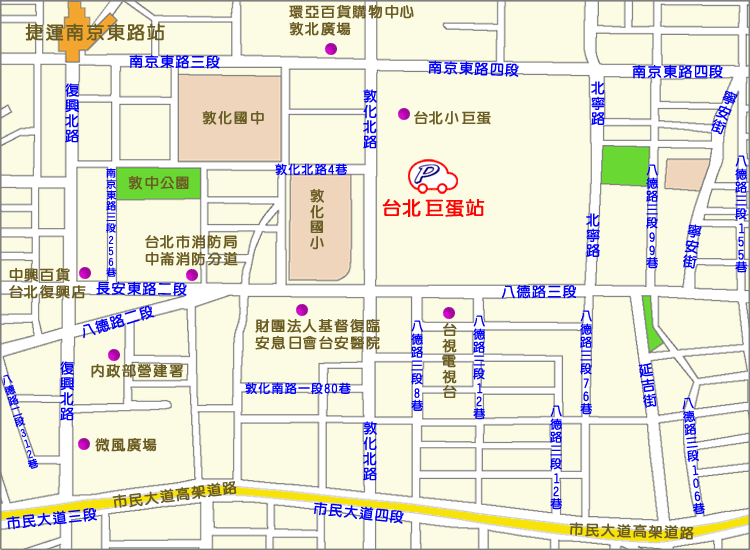 環亞百貨購物中心
敦北廣場
捷運南京東路站
南京東路三段
南京東路四段
南京東路四段
復興北路
敦化國中
敦化北路
台北小巨蛋
北寧路
寧安街
敦中公園
敦化北路4巷
南京東路三段256巷
敦化國小
P
台北巨蛋站
八德路三段99巷
八德路三段155巷
北寧路
寧安街
台北市消防局
中崙消防分道
中興百貨
台北復興店
長安東路二段
八德路三段
八德路二段
財團法人基督復臨
安息日會台安醫院
台視電視台
八德路三段8巷
八德路三段12巷
八德路三段76巷
內政部營建署
復興北路
八德路二段312巷
敦化南路一段80巷
延吉街
八德路三段106巷
敦化北路
八德路三段12巷
微風廣場
市民大道高架道路
市民大道三段
市民大道四段
市民大道高架道路